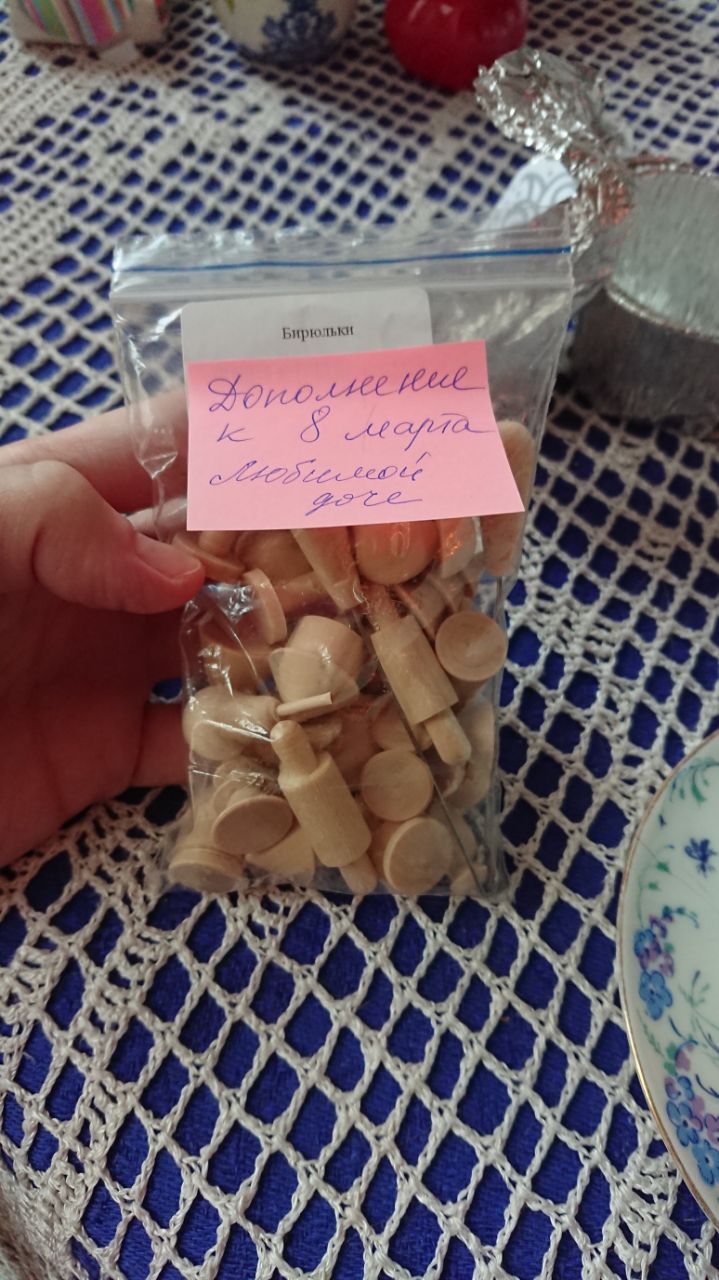 Бирюльки
Дополнение
к 8 марта
Любимой
доче